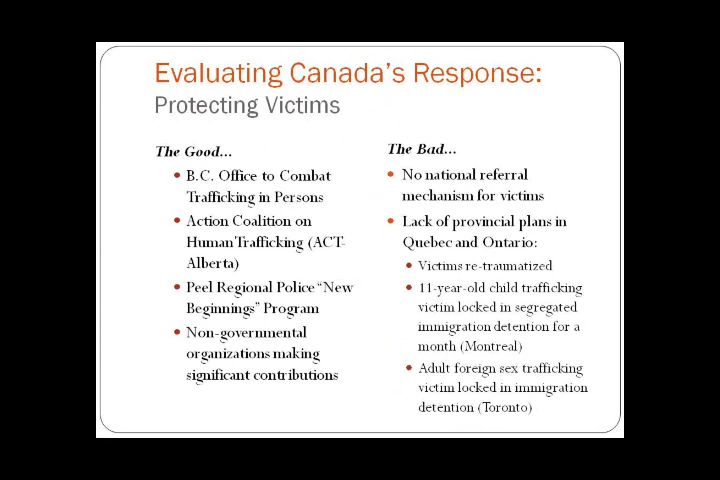 Evaluating Canada's Response:
Protecting Victims
The Good...
• B.C. Office to Combat
Trafficking in Persons
• Action Coalition on
Human Trafficking (ACT-
Alberta)
• Peel Regional Police "New
Beginnings" Program
• Non-governmental
organizations making
significant contributions
The Bad...
• No national referral
mechanism for victims
• Lack of provincial plans in
Quebec and Ontario:
• Victims re-traumatized
• 11-year-old child trafficking
victim locked in segregated
immigration detention for a
month (Montreal)
• Adult foreign sex trafficking
victim locked in immigration
detention (Toronto)